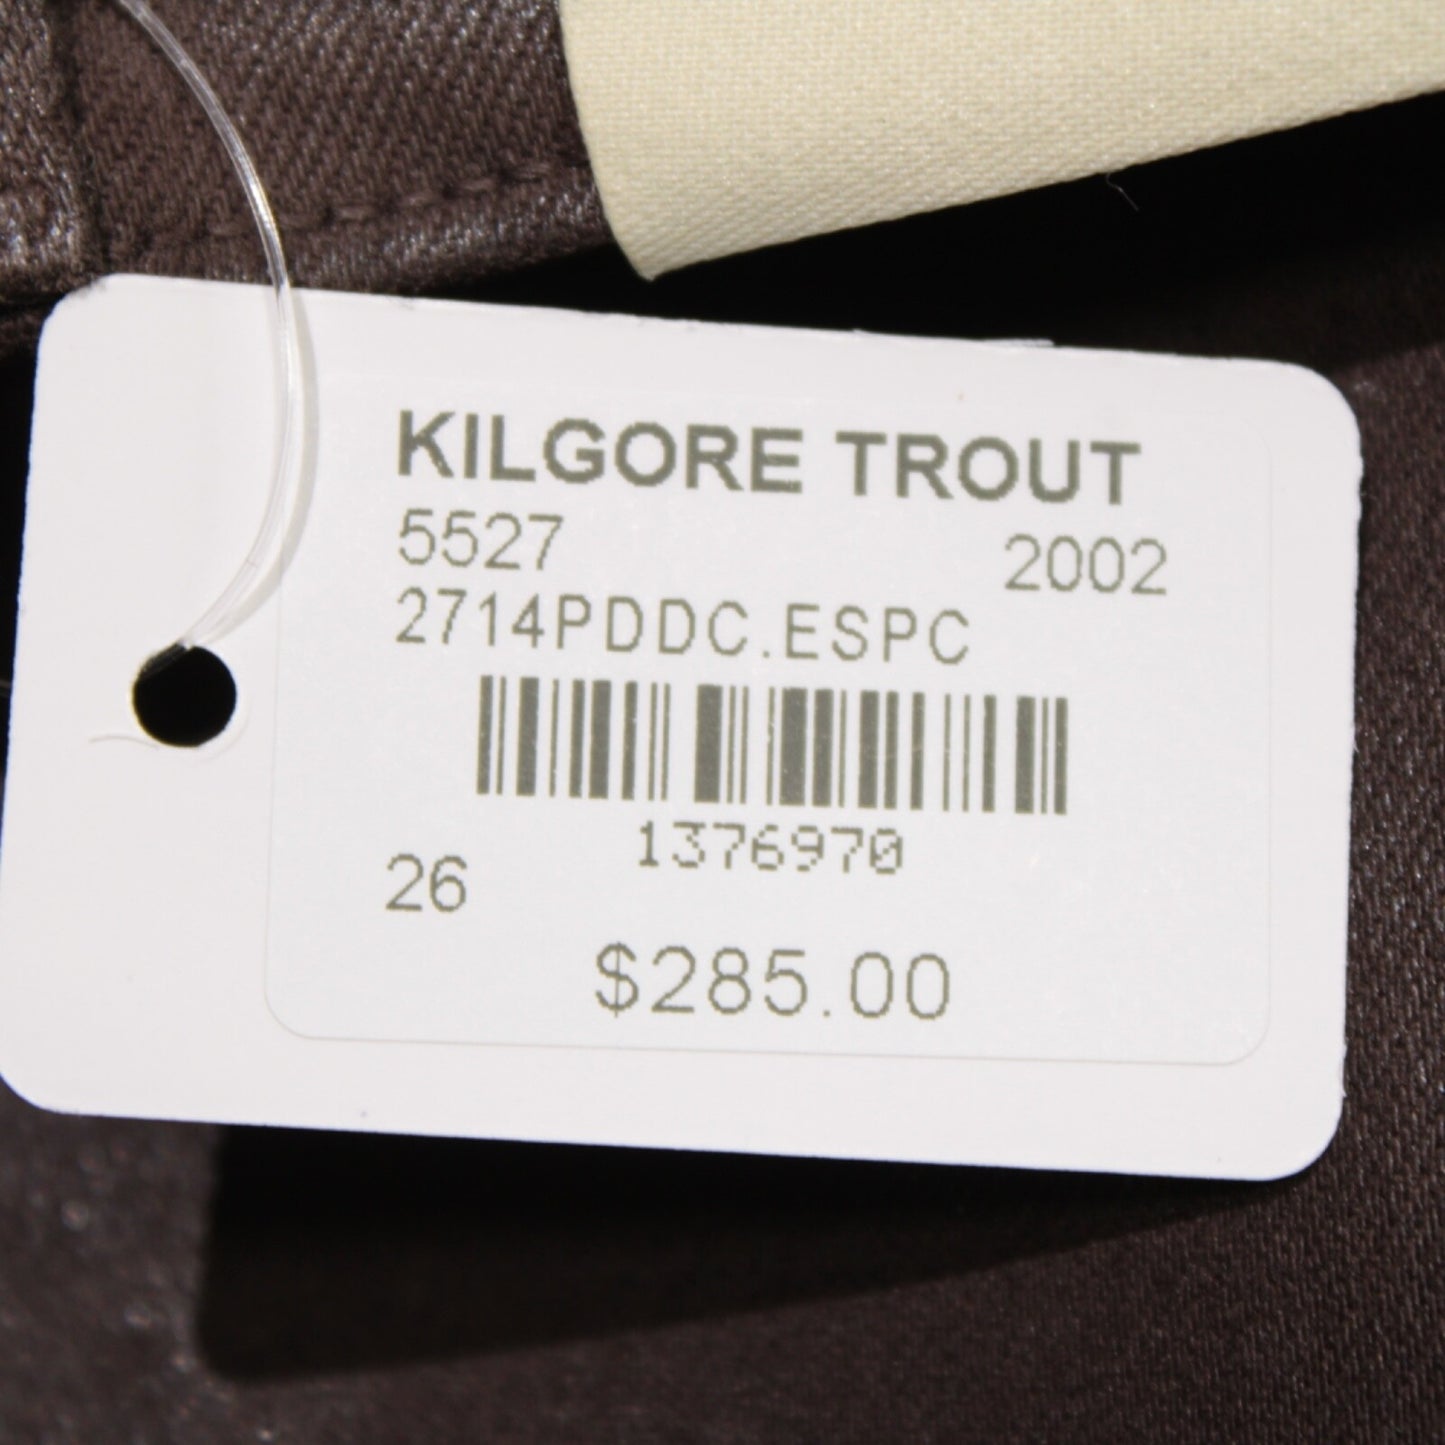 KILGORE TROUT
5527 2002
2714PDDC.ESPC
1376970
26
$285.00